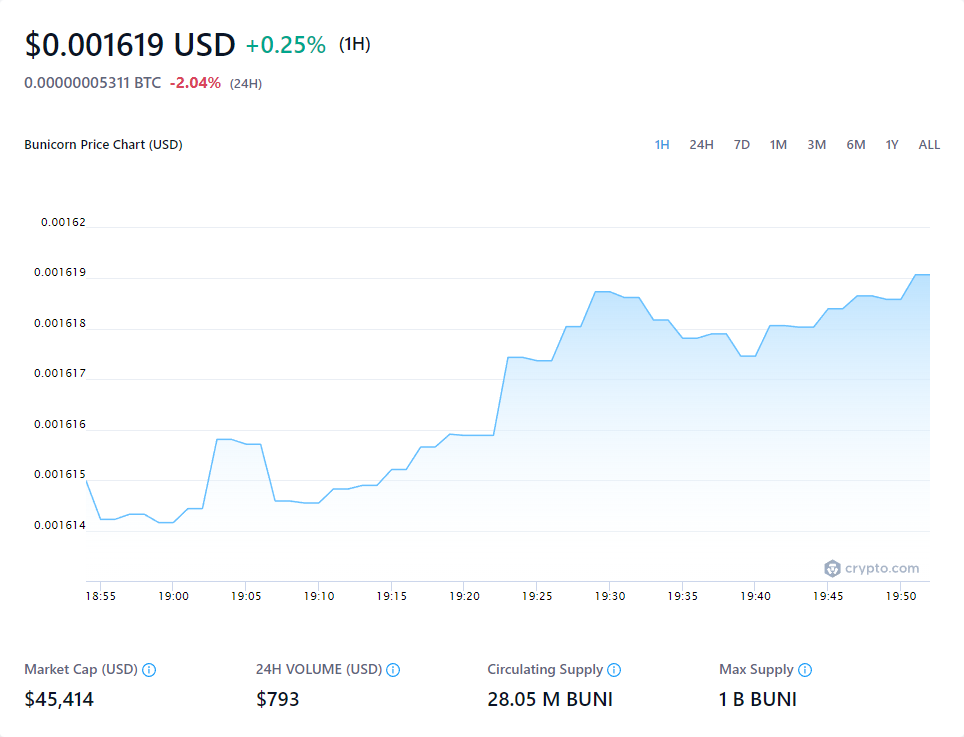 $0.001619 USD +0.25% (1H)
0.00000005311 BTC -2.04% (24H)
Bunicorn Price Chart (USD) 1H 24H 7D 1M 3M 6M 1Y ALL
0.00162
0.001619
0.001618
0.001617
0.001616
0.001615
0.001614
crypto.com
18:55 19:00 19:05 19:10 19:15 19:20 19:25 19:30 19:35 19:40 19:45 19:50
Market Cap (USD) 24H VOLUME (USD) Circulating Supply Max Supply
$45,414 $793 28.05 M BUNI 1 B BUNI